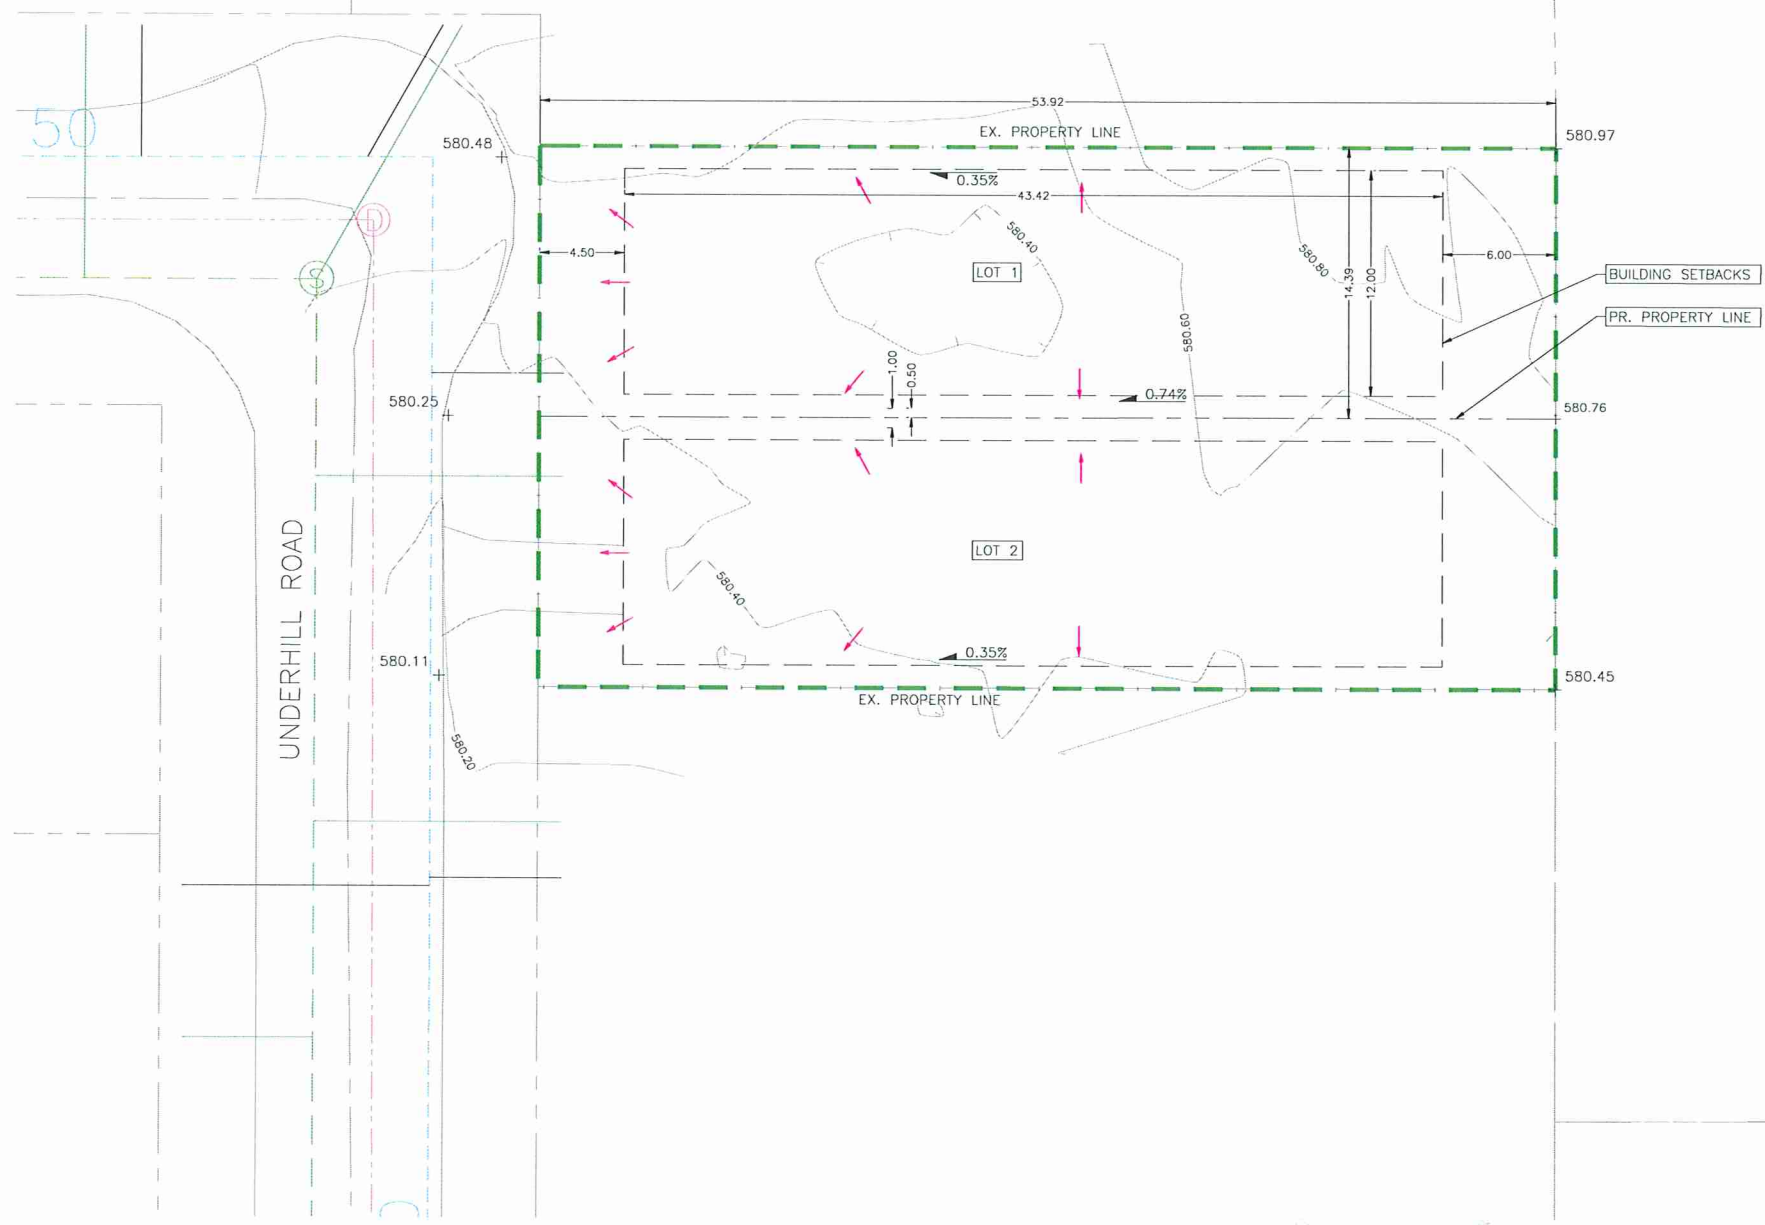 53.92
EX. PROPERTY LINE
580.97
50
580.48
0.35%
43.42
D
580.40
4.50
LOT 1
580.80
14.39
12.00
6.00
S
BUILDING SETBACKS
PR. PROPERTY LINE
580.60
1.00
0.50
0.74%
580.25
580.76
UNDERHILL ROAD
LOT 2
580.40
580.11
0.35%
580.45
EX. PROPERTY LINE
580.20